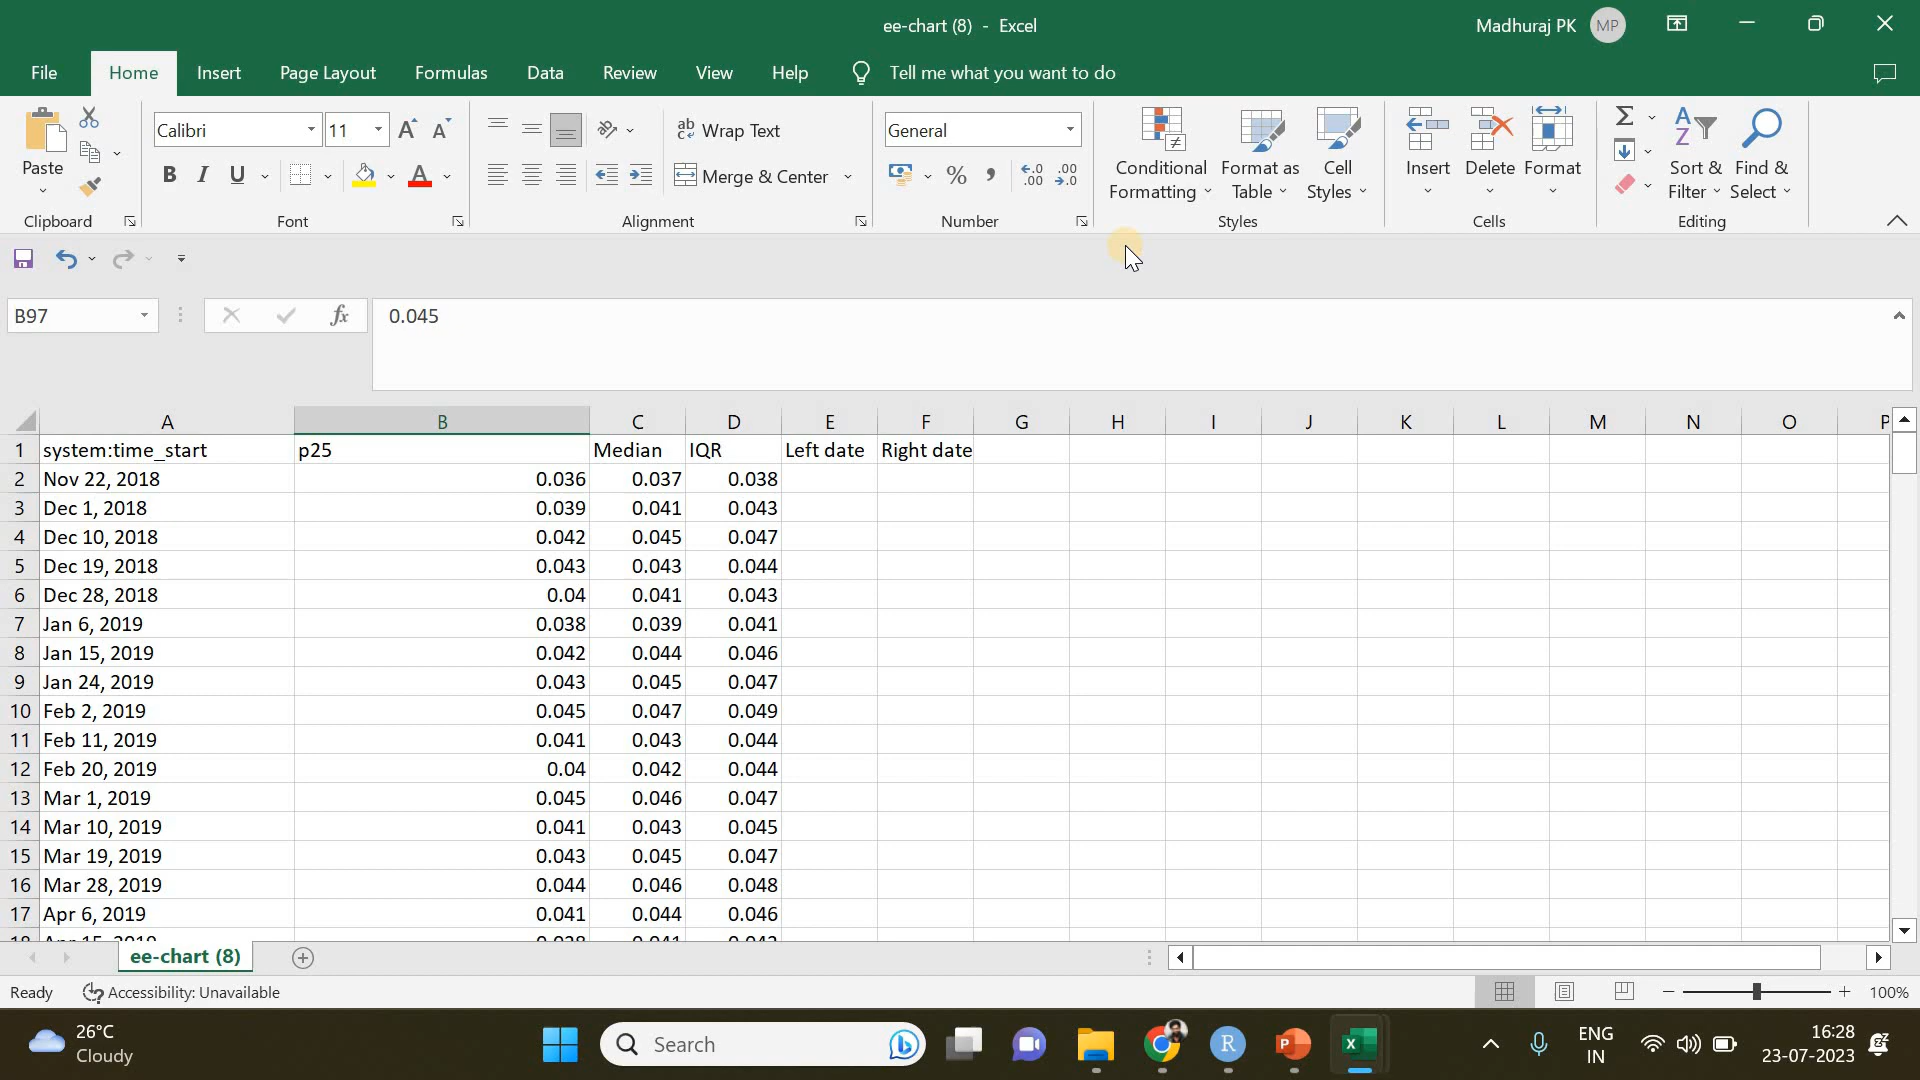 ee-chart (8) - Excel
Madhuraj PK
MP
File
Home
Insert
Page Layout
Formulas
Data
Review
View
Help
Tell me what you want to do
Paste
Clipboard
Calibri
11
B I U
Font
Wrap Text
Merge & Center
Alignment
General
Number
Conditional Formatting
Format as Table
Cell Styles
Styles
Insert
Delete
Format
Cells
Sort & Filter
Find & Select
Editing
B97
fx
0.045
A B C D E F G H I J K L M N O P
1 system:time_start p25 Median IQR Left date Right date
2 Nov 22, 2018 0.036 0.037 0.038
3 Dec 1, 2018 0.039 0.041 0.043
4 Dec 10, 2018 0.042 0.045 0.047
5 Dec 19, 2018 0.043 0.043 0.044
6 Dec 28, 2018 0.04 0.041 0.043
7 Jan 6, 2019 0.038 0.039 0.041
8 Jan 15, 2019 0.042 0.044 0.046
9 Jan 24, 2019 0.043 0.045 0.047
10 Feb 2, 2019 0.045 0.047 0.049
11 Feb 11, 2019 0.041 0.043 0.044
12 Feb 20, 2019 0.04 0.042 0.044
13 Mar 1, 2019 0.045 0.046 0.047
14 Mar 10, 2019 0.041 0.043 0.045
15 Mar 19, 2019 0.043 0.045 0.047
16 Mar 28, 2019 0.044 0.046 0.048
17 Apr 6, 2019 0.041 0.044 0.046
ee-chart (8)
Ready
Accessibility: Unavailable
100%
26°C
Cloudy
Search
ENG
IN
16:28
23-07-2023